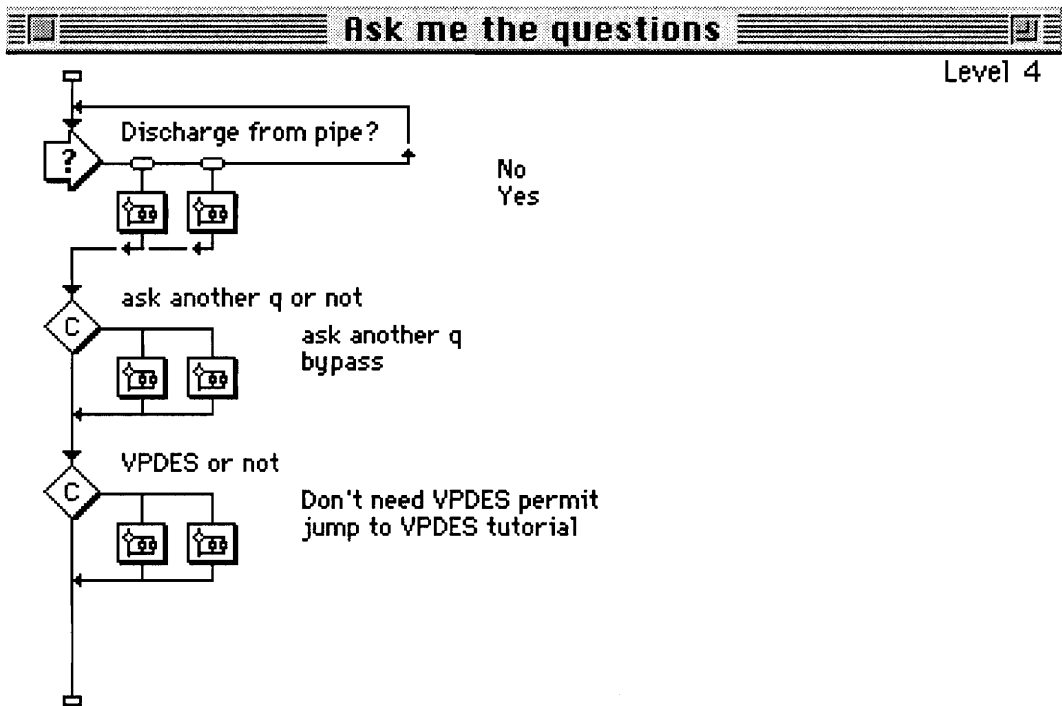 Ask me the questions
Level 4
Discharge from pipe?
?
No
Yes
ask another q or not
C
ask another q
bypass
VPDES or not
C
Don't need VPDES permit
jump to VPDES tutorial